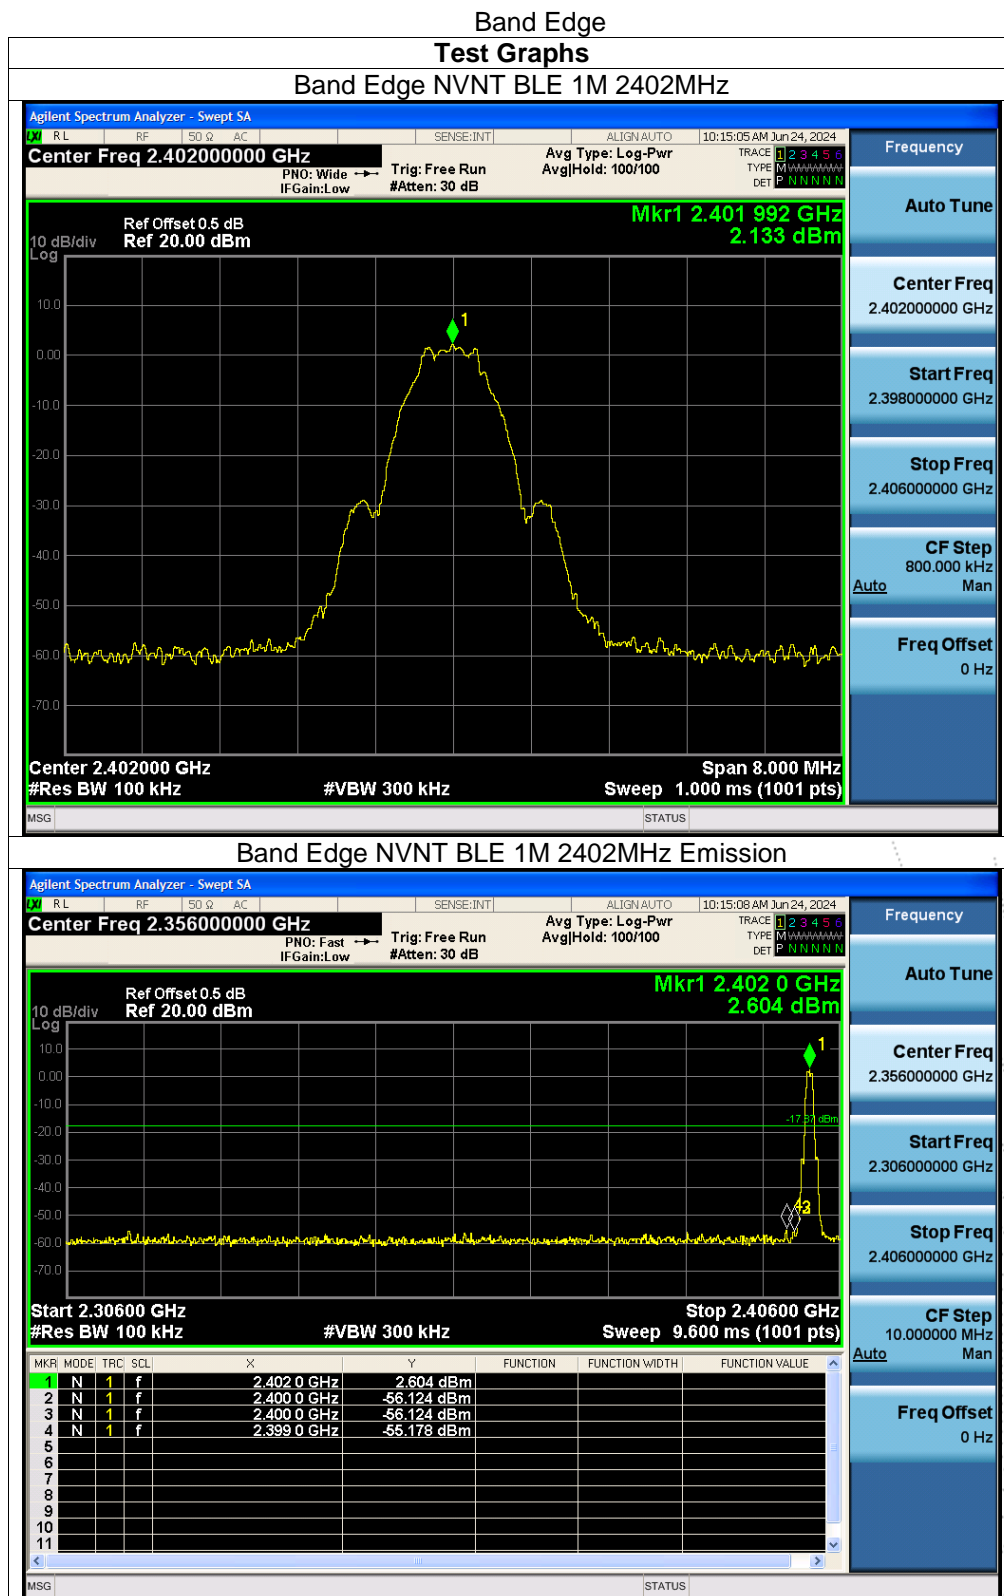 Band Edge
Test Graphs
Band Edge NVNT BLE 1M 2402MHz
Agilent Spectrum Analyzer - Swept SA
LXI RL RF 50 Ω AC SENSE:INT ALIGN AUTO 10:15:05 AM Jun 24, 2024
Center Freq 2.402000000 GHz
PNO: Wide
IFGain:Low
Trig: Free Run
#Atten: 30 dB
Avg Type: Log-Pwr
Avg|Hold: 100/100
TRACE 1 2 3 4 5 6
TYPE M
DET P N N N N N
Frequency
Auto Tune
Center Freq
2.402000000 GHz
Start Freq
2.398000000 GHz
Stop Freq
2.406000000 GHz
CF Step
800.000 kHz
Auto Man
Freq Offset
0 Hz
Ref Offset 0.5 dB
10 dB/div Ref 20.00 dBm
Log
Mkr1 2.401 992 GHz
2.133 dBm
1
10.0
0.00
-10.0
-20.0
-30.0
-40.0
-50.0
-60.0
-70.0
Center 2.402000 GHz Span 8.000 MHz
#Res BW 100 kHz #VBW 300 kHz Sweep 1.000 ms (1001 pts)
MSG STATUS
Band Edge NVNT BLE 1M 2402MHz Emission
Agilent Spectrum Analyzer - Swept SA
LXI RL RF 50 Ω AC SENSE:INT ALIGN AUTO 10:15:08 AM Jun 24, 2024
Center Freq 2.356000000 GHz
PNO: Fast
IFGain:Low
Trig: Free Run
#Atten: 30 dB
Avg Type: Log-Pwr
Avg|Hold: 100/100
TRACE 1 2 3 4 5 6
TYPE M
DET P N N N N N
Frequency
Auto Tune
Center Freq
2.356000000 GHz
Start Freq
2.306000000 GHz
Stop Freq
2.406000000 GHz
CF Step
10.000000 MHz
Auto Man
Freq Offset
0 Hz
Ref Offset 0.5 dB
10 dB/div Ref 20.00 dBm
Log
Mkr1 2.402 0 GHz
2.604 dBm
1
10.0
0.00
-10.0
-17.87 dBm
-20.0
-30.0
-40.0
-50.0
-60.0
-70.0
Start 2.30600 GHz Stop 2.40600 GHz
#Res BW 100 kHz #VBW 300 kHz Sweep 9.600 ms (1001 pts)
MKR MODE TRC SCL X Y FUNCTION FUNCTION WIDTH FUNCTION VALUE
1 N 1 f 2.402 0 GHz 2.604 dBm
2 N 1 f 2.400 0 GHz -56.124 dBm
3 N 1 f 2.400 0 GHz -56.124 dBm
4 N 1 f 2.399 0 GHz -55.178 dBm
5
6
7
8
9
10
11
MSG STATUS